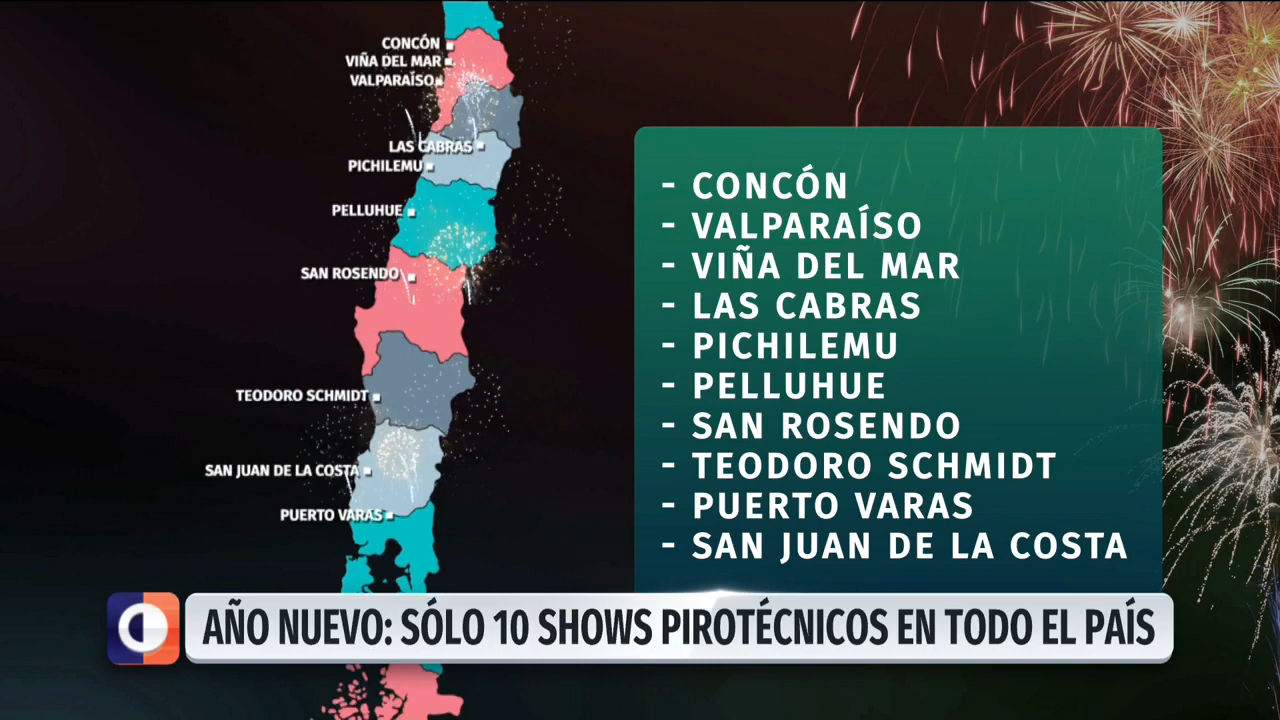 CONCÓN
VIÑA DEL MAR
VALPARAÍSO
LAS CABRAS
PICHILEMU
PELLUHUE
SAN ROSENDO
TEODORO SCHMIDT
SAN JUAN DE LA COSTA
PUERTO VARAS
- CONCÓN
- VALPARAÍSO
- VIÑA DEL MAR
- LAS CABRAS
- PICHILEMU
- PELLUHUE
- SAN ROSENDO
- TEODORO SCHMIDT
- PUERTO VARAS
- SAN JUAN DE LA COSTA
AÑO NUEVO: SÓLO 10 SHOWS PIROTÉCNICOS EN TODO EL PAÍS